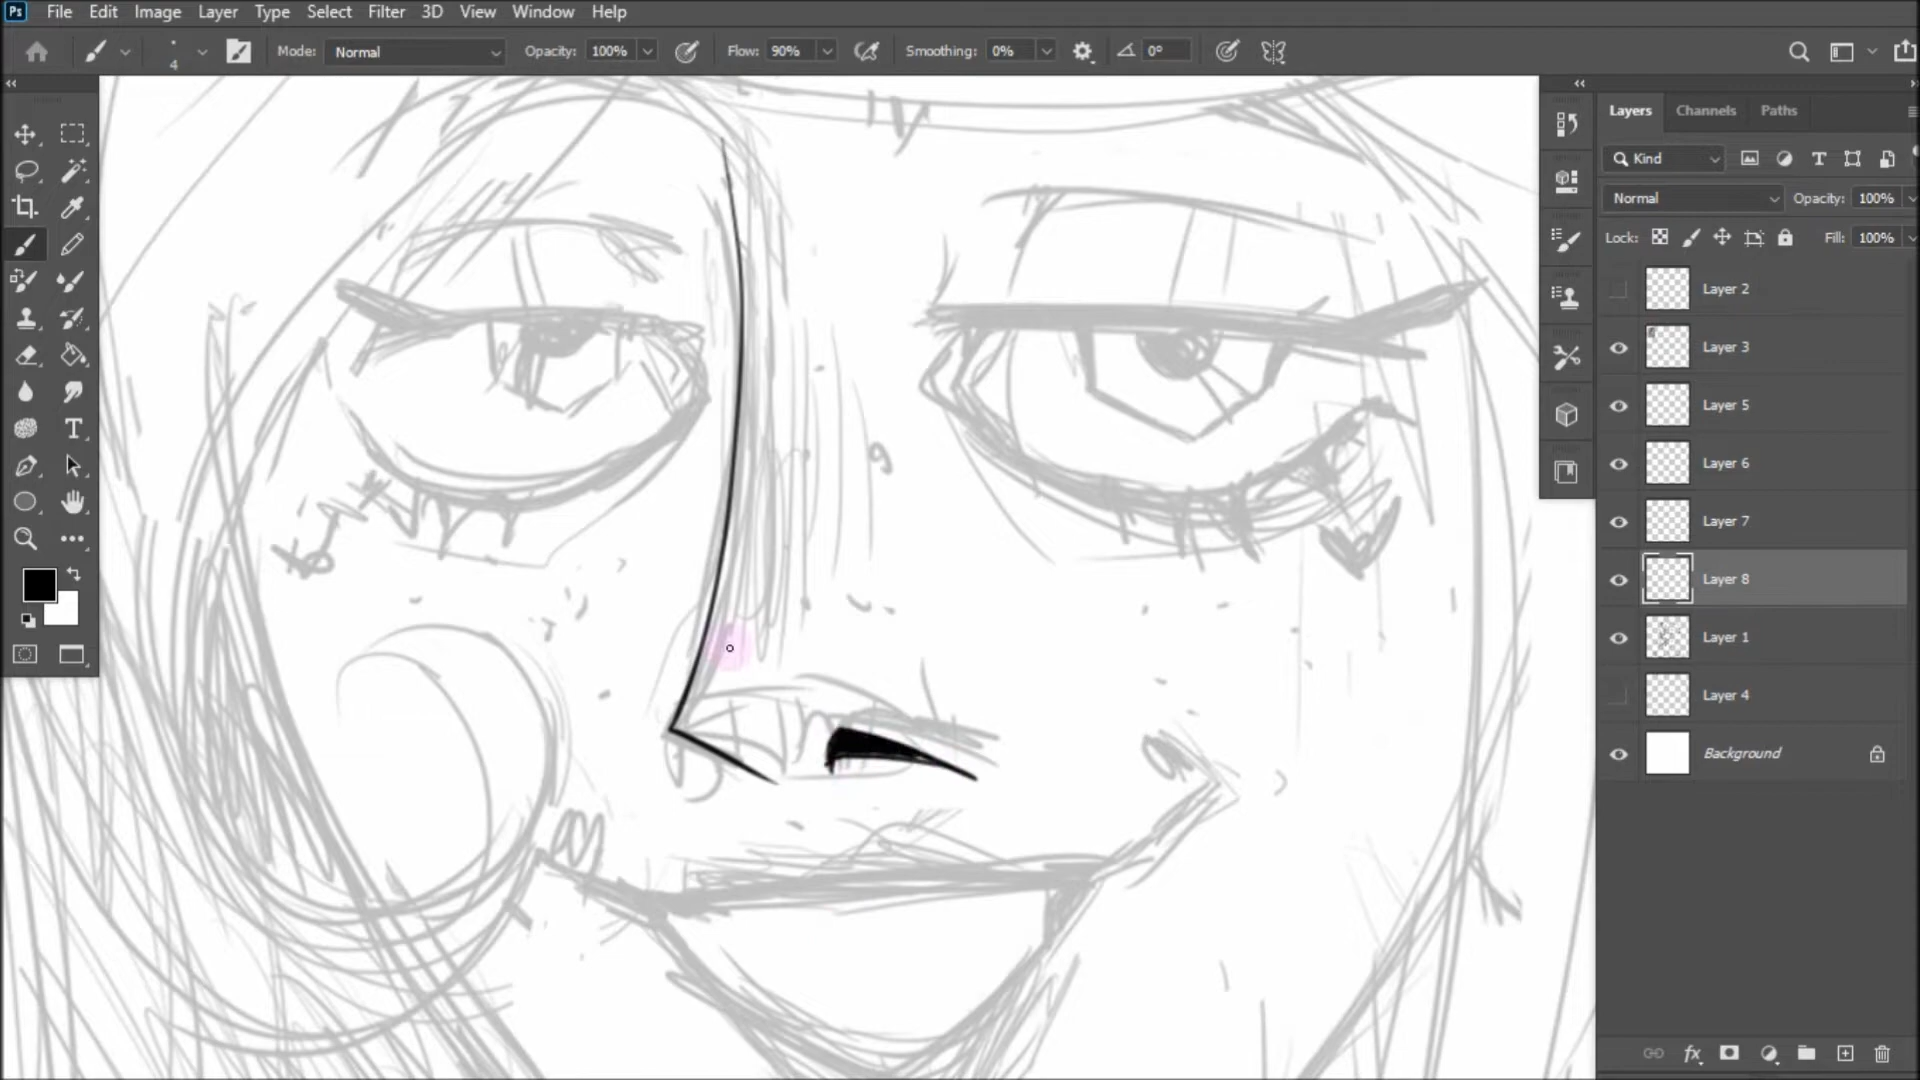 Ps File Edit Image Layer Type Select Filter 3D View Window Help
4 Mode: Normal Opacity: 100% Flow: 90% Smoothing: 0% 0°
Layers Channels Paths
Kind
Normal Opacity: 100%
Lock: Fill: 100%
Layer 2
Layer 3
Layer 5
Layer 6
Layer 7
Layer 8
Layer 1
Layer 4
Background